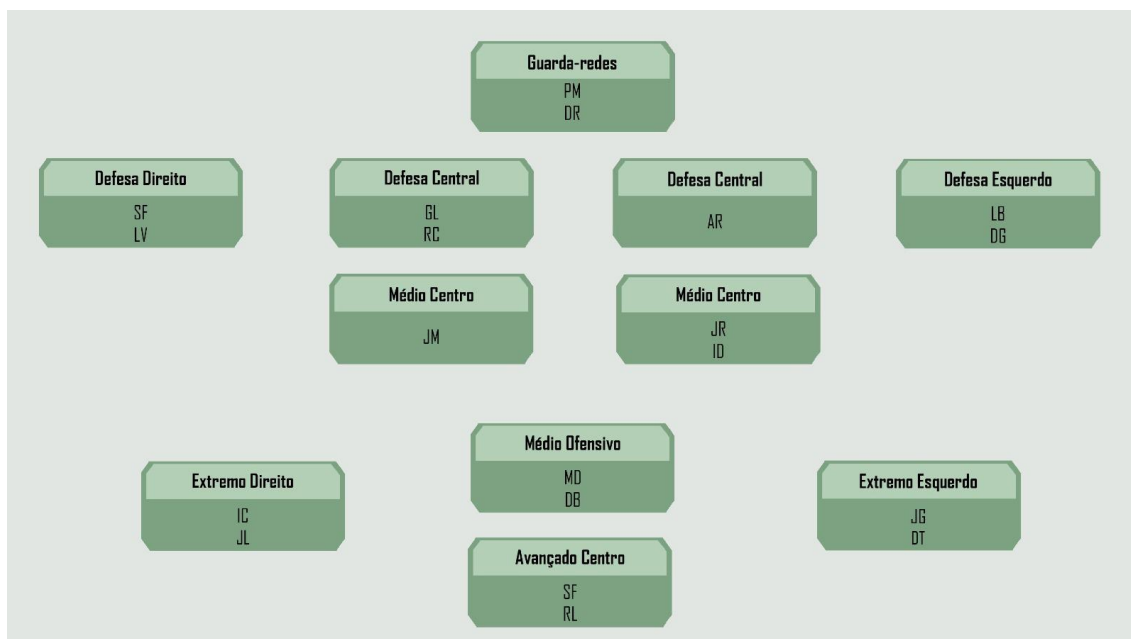 Guarda-redes
PM
DR
Defesa Direito
SF
LV
Defesa Central
GL
RC
Defesa Central
AR
Defesa Esquerdo
LB
DG
Médio Centro
JM
Médio Centro
JR
ID
Médio Ofensivo
MD
DB
Extremo Direito
IC
JL
Extremo Esquerdo
JG
DT
Avançado Centro
SF
RL